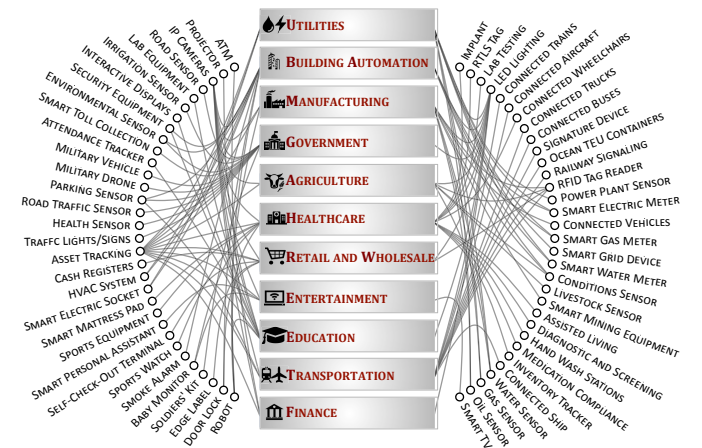 UTILITIES
BUILDING AUTOMATION
MANUFACTURING
GOVERNMENT
AGRICULTURE
HEALTHCARE
RETAIL AND WHOLESALE
ENTERTAINMENT
EDUCATION
TRANSPORTATION
FINANCE
ATM
PROJECTOR
IP CAMERAS
ROAD SENSOR
LAB EQUIPMENT
IRRIGATION SENSOR
INTERACTIVE DISPLAYS
SECURITY EQUIPMENT
ENVIRONMENTAL SENSOR
SMART TOLL COLLECTION
ATTENDANCE TRACKER
MILITARY VEHICLE
MILITARY DRONE
PARKING SENSOR
ROAD TRAFFIC SENSOR
HEALTH SENSOR
TRAFFC LIGHTS/SIGNS
ASSET TRACKING
CASH REGISTERS
HVAC SYSTEM
SMART ELECTRIC SOCKET
SMART MATTRESS PAD
SPORTS EQUIPMENT
SMART PERSONAL ASSISTANT
SELF-CHECK-OUT TERMINAL
SPORTS WATCH
SMOKE ALARM
BABY MONITOR
SOLDIERS' KIT
EDGE LABEL
DOOR LOCK
ROBOT
IMPLANT
RTLS TAG
LAB TESTING
LED LIGHTING
CONNECTED TRAINS
CONNECTED AIRCRAFT
CONNECTED WHEELCHAIRS
CONNECTED TRUCKS
CONNECTED BUSES
SIGNATURE DEVICE
OCEAN TEU CONTAINERS
RAILWAY SIGNALING
RFID TAG READER
POWER PLANT SENSOR
SMART ELECTRIC METER
CONNECTED VEHICLES
SMART GAS METER
SMART GRID DEVICE
SMART WATER METER
CONDITIONS SENSOR
LIVESTOCK SENSOR
SMART MINING EQUIPMENT
ASSISTED LIVING
DIAGNOSTIC AND SCREENING
HAND WASH STATIONS
MEDICATION COMPLIANCE
INVENTORY TRACKER
CONNECTED SHIP
WATER SENSOR
GAS SENSOR
OIL SENSOR
SMART TV